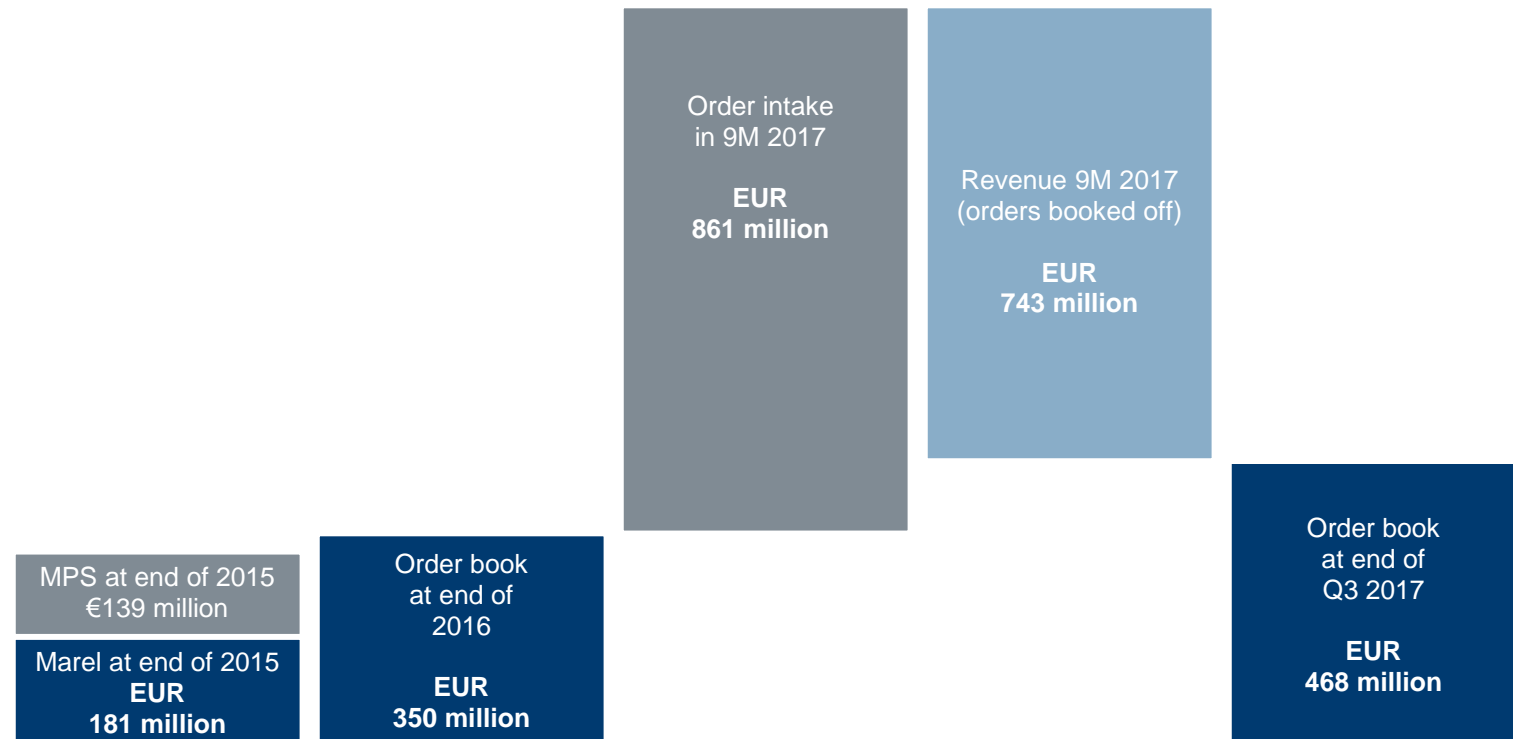 MPS at end of 2015
€139 million
Marel at end of 2015
EUR
181 million
Order book
at end of
2016
EUR
350 million
Order intake
in 9M 2017
EUR
861 million
Revenue 9M 2017
(orders booked off)
EUR
743 million
Order book
at end of
Q3 2017
EUR
468 million